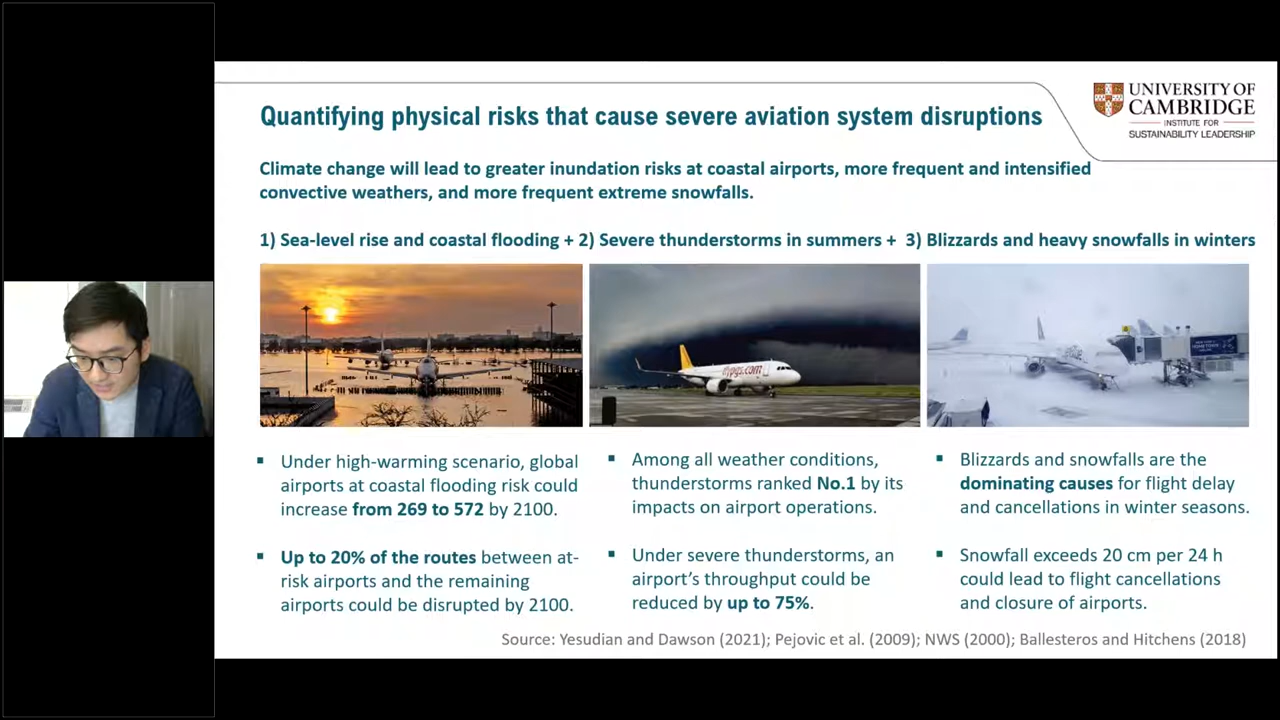 Quantifying physical risks that cause severe aviation system disruptions
UNIVERSITY OF
CAMBRIDGE
INSTITUTE FOR
SUSTAINABILITY LEADERSHIP
Climate change will lead to greater inundation risks at coastal airports, more frequent and intensified
convective weathers, and more frequent extreme snowfalls.
1) Sea-level rise and coastal flooding + 2) Severe thunderstorms in summers + 3) Blizzards and heavy snowfalls in winters
flypgs.com
▪ Under high-warming scenario, global
airports at coastal flooding risk could
increase from 269 to 572 by 2100.
▪ Up to 20% of the routes between at-
risk airports and the remaining
airports could be disrupted by 2100.
▪ Among all weather conditions,
thunderstorms ranked No.1 by its
impacts on airport operations.
▪ Under severe thunderstorms, an
airport's throughput could be
reduced by up to 75%.
▪ Blizzards and snowfalls are the
dominating causes for flight delay
and cancellations in winter seasons.
▪ Snowfall exceeds 20 cm per 24 h
could lead to flight cancellations
and closure of airports.
Source: Yesudian and Dawson (2021); Pejovic et al. (2009); NWS (2000); Ballesteros and Hitchens (2018)